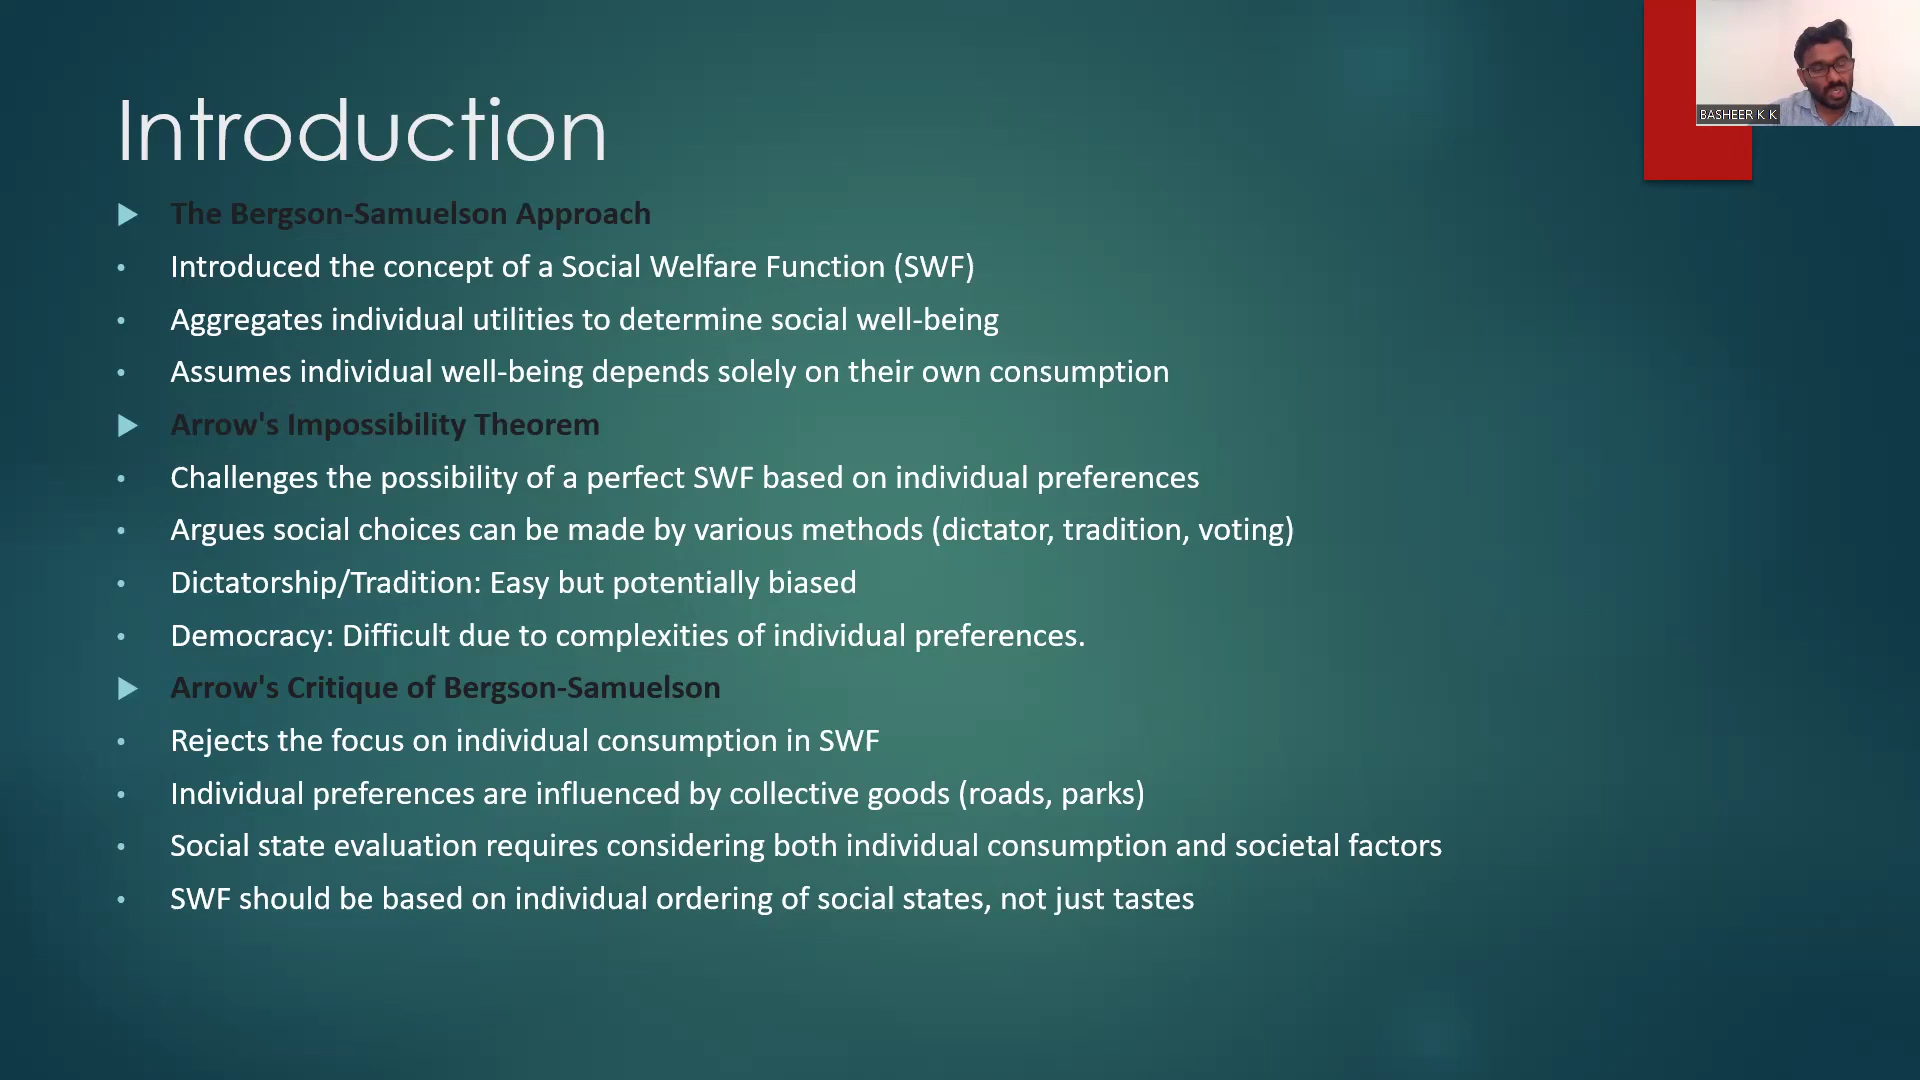 BASHEER K K
Introduction
The Bergson-Samuelson Approach
Introduced the concept of a Social Welfare Function (SWF)
Aggregates individual utilities to determine social well-being
Assumes individual well-being depends solely on their own consumption
Arrow's Impossibility Theorem
Challenges the possibility of a perfect SWF based on individual preferences
Argues social choices can be made by various methods (dictator, tradition, voting)
Dictatorship/Tradition: Easy but potentially biased
Democracy: Difficult due to complexities of individual preferences.
Arrow's Critique of Bergson-Samuelson
Rejects the focus on individual consumption in SWF
Individual preferences are influenced by collective goods (roads, parks)
Social state evaluation requires considering both individual consumption and societal factors
SWF should be based on individual ordering of social states, not just tastes